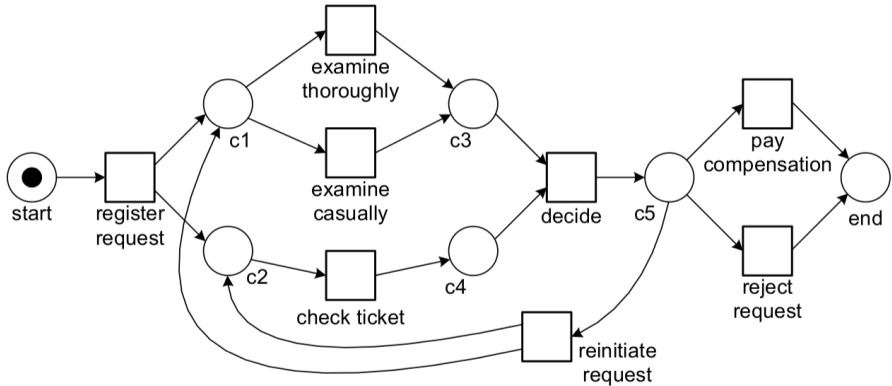 examine
thoroughly
c1
c3
pay
compensation
examine
casually
start
register
request
decide
c5
end
c2
c4
check ticket
reject
request
reinitiate
request